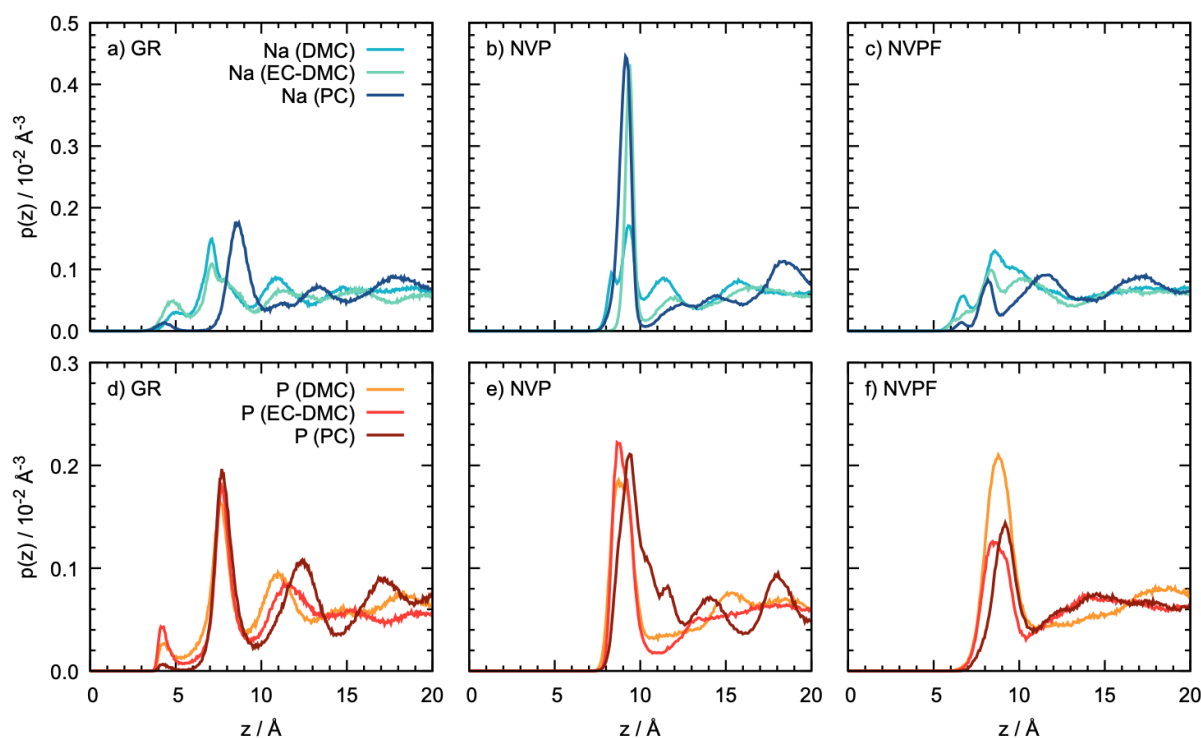 a) GR
Na (DMC)
Na (EC-DMC)
Na (PC)
b) NVP
c) NVPF
p(z) / 10⁻² Å⁻³
0.5
0.4
0.3
0.2
0.1
0.0
d) GR
P (DMC)
P (EC-DMC)
P (PC)
e) NVP
f) NVPF
p(z) / 10⁻² Å⁻³
0.3
0.2
0.1
0.0
0 5 10 15 20
0 5 10 15 20
0 5 10 15 20
z / Å
z / Å
z / Å